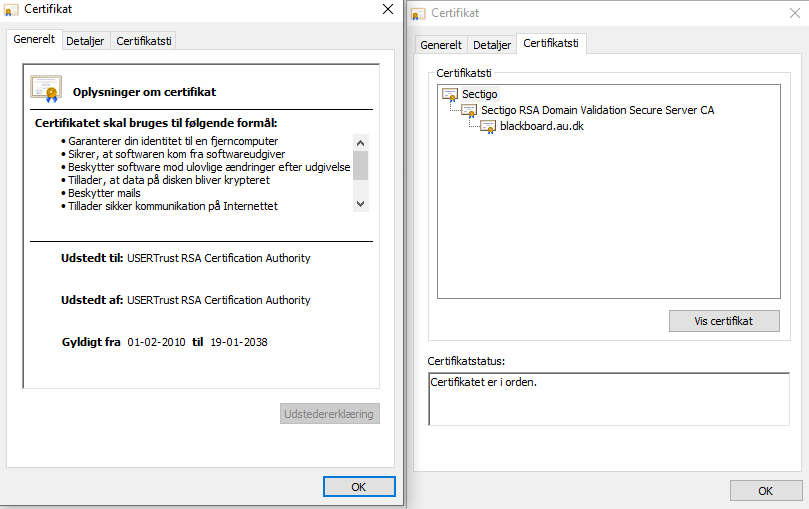 Certifikat
Generelt
Detaljer
Certifikatsti
Oplysninger om certifikat
Certifikatet skal bruges til følgende formål:
• Garanterer din identitet til en fjerncomputer
• Sikrer, at softwaren kom fra softwareudgiver
• Beskytter software mod ulovlige ændringer efter udgivelse
• Tillader, at data på disken bliver krypteret
• Beskytter mails
• Tillader sikker kommunikation på Internettet
Udstedt til: USERTrust RSA Certification Authority
Udstedt af: USERTrust RSA Certification Authority
Gyldigt fra 01-02-2010 til 19-01-2038
Udstedererklæring
OK
Certifikat
Generelt
Detaljer
Certifikatsti
Certifikatsti
Sectigo
Sectigo RSA Domain Validation Secure Server CA
blackboard.au.dk
Vis certifikat
Certifikatstatus:
Certifikatet er i orden.
OK